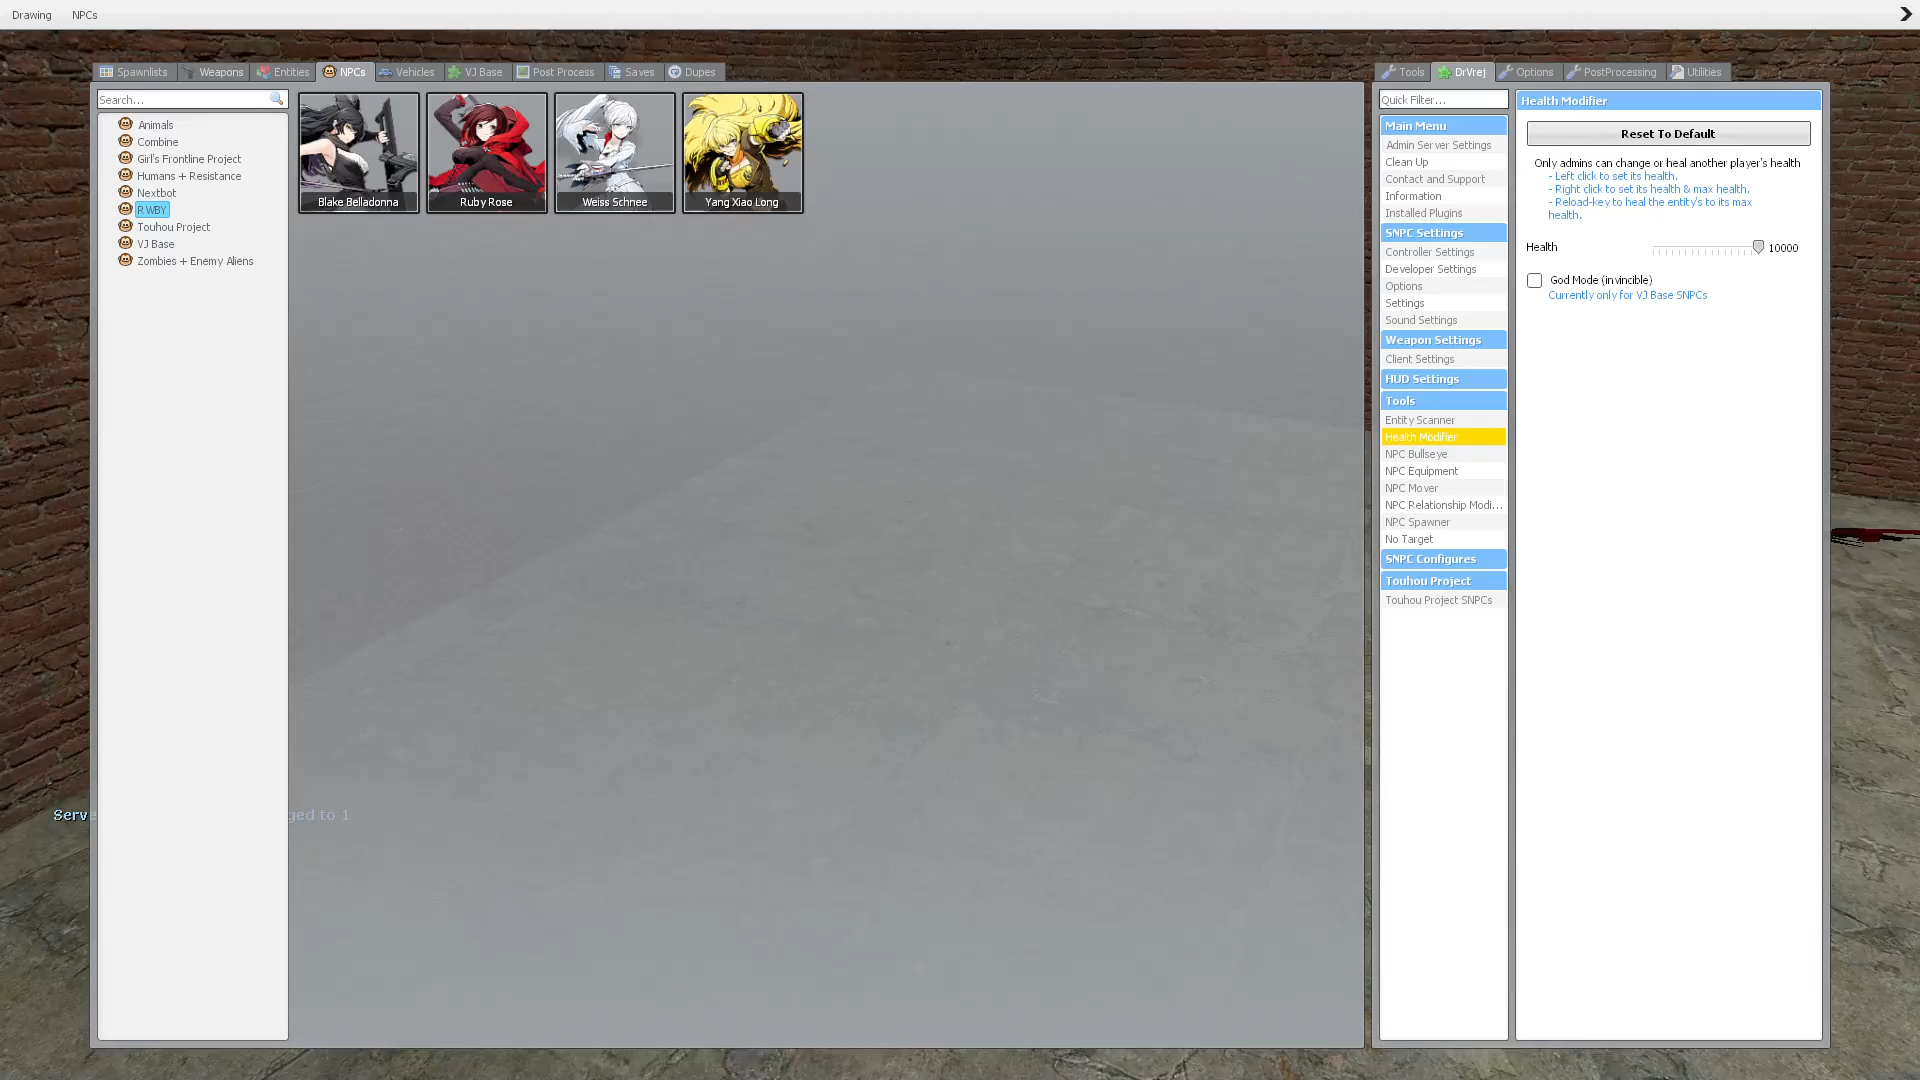 Drawing NPCs
Spawnlists Weapons Entities NPCs Vehicles VJ Base Post Process Saves Dupes
Search...
Animals
Combine
Girl's Frontline Project
Humans + Resistance
Nextbot
RWBY
Touhou Project
VJ Base
Zombies + Enemy Aliens
Blake Belladonna
Ruby Rose
Weiss Schnee
Yang Xiao Long
Serve
ged to 1
Tools DrVrej Options PostProcessing Utilities
Quick Filter...
Main Menu
Admin Server Settings
Clean Up
Contact and Support
Information
Installed Plugins
SNPC Settings
Controller Settings
Developer Settings
Options
Settings
Sound Settings
Weapon Settings
Client Settings
HUD Settings
Tools
Entity Scanner
Health Modifier
NPC Bullseye
NPC Equipment
NPC Mover
NPC Relationship Modi...
NPC Spawner
No Target
SNPC Configures
Touhou Project
Touhou Project SNPCs
Health Modifier
Reset To Default
Only admins can change or heal another player's health
- Left click to set its health.
- Right click to set its health & max health.
- Reload-key to heal the entity's to its max
health.
Health 10000
God Mode (invincible)
Currently only for VJ Base SNPCs